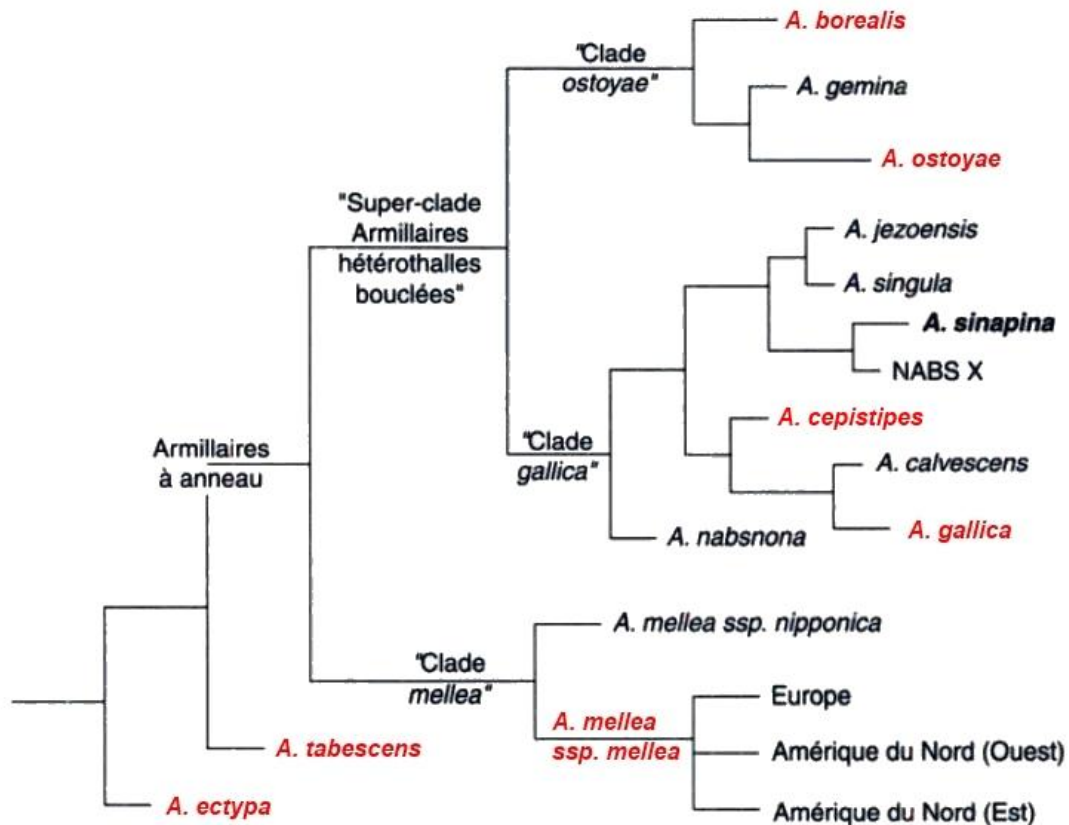 A. borealis
"Clade
ostoyae"
A. gemina
A. ostoyae
"Super-clade
Armillaires
hétérothalles
bouclées"
A. jezoensis
A. singula
A. sinapina
NABS X
A. cepistipes
"Clade
gallica"
A. calvescens
A. gallica
A. nabsnona
Armillaires
à anneau
A. mellea ssp. nipponica
"Clade
mellea"
Europe
A. mellea
ssp. mellea
Amérique du Nord (Ouest)
Amérique du Nord (Est)
A. tabescens
A. ectypa